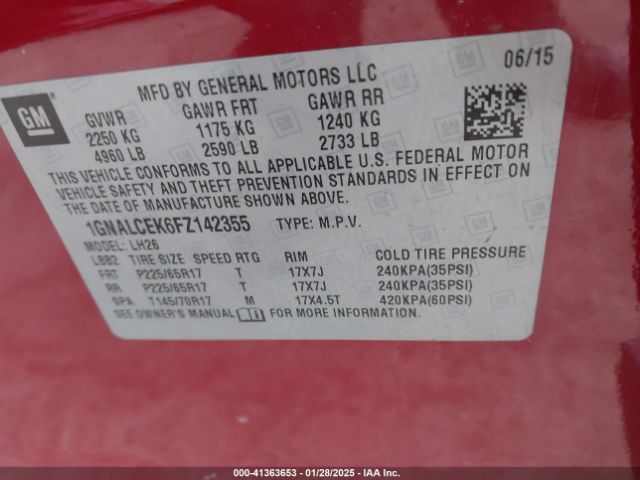 06/15
MFD BY GENERAL MOTORS LLC
GM
GVWR GAWR FRT GAWR RR
2250 KG 1175 KG 1240 KG
4960 LB 2590 LB 2733 LB
THIS VEHICLE CONFORMS TO ALL APPLICABLE U.S. FEDERAL MOTOR
VEHICLE SAFETY AND THEFT PREVENTION STANDARDS IN EFFECT ON
THE DATE OF MANUFACTURE SHOWN ABOVE.
1GNALCEK6FZ142355 TYPE: M.P.V.
MODEL: LH26
LBB2 TIRE SIZE SPEED RTG RIM COLD TIRE PRESSURE
FRT P225/65R17 T 17X7J 240KPA(35PSI)
RR P225/65R17 T 17X7J 240KPA(35PSI)
SPA T145/70R17 M 17X4.5T 420KPA(60PSI)
SEE OWNER'S MANUAL FOR MORE INFORMATION.
000-41363653 - 01/28/2025 - IAA Inc.